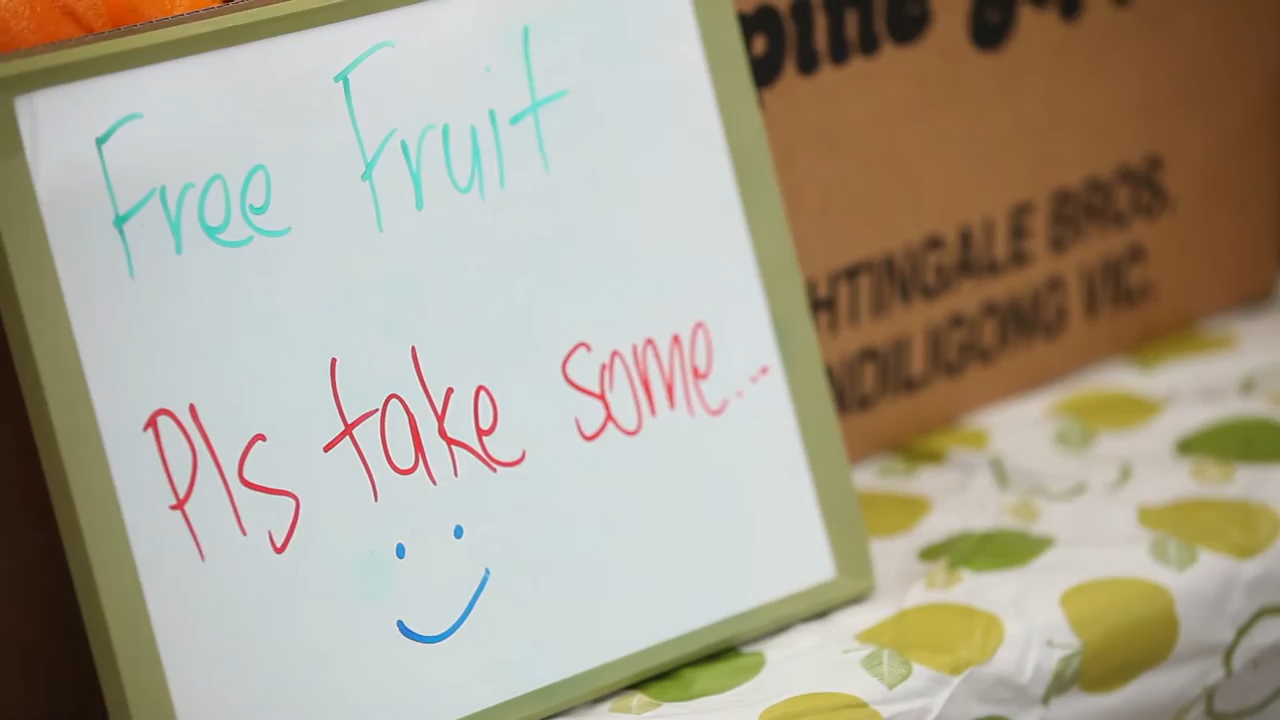 Free Fruit
Pls take some...
HTINGALE BROS.
NDILIGONG VIC.